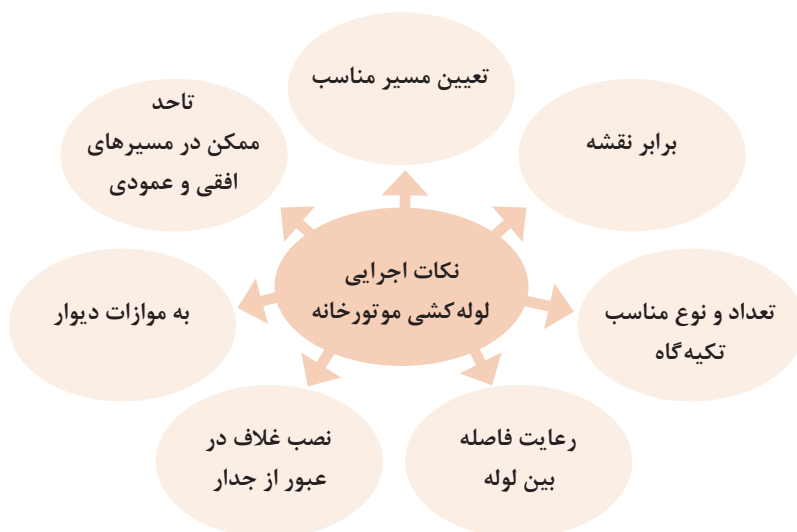 نکات اجرایی
لوله‌کشی موتورخانه
تعیین مسیر مناسب
برابر نقشه
تعداد و نوع مناسب
تکیه‌گاه
رعایت فاصله
بین لوله
نصب غلاف در
عبور از جدار
به موازات دیوار
تاحد
ممکن در مسیرهای
افقی و عمودی